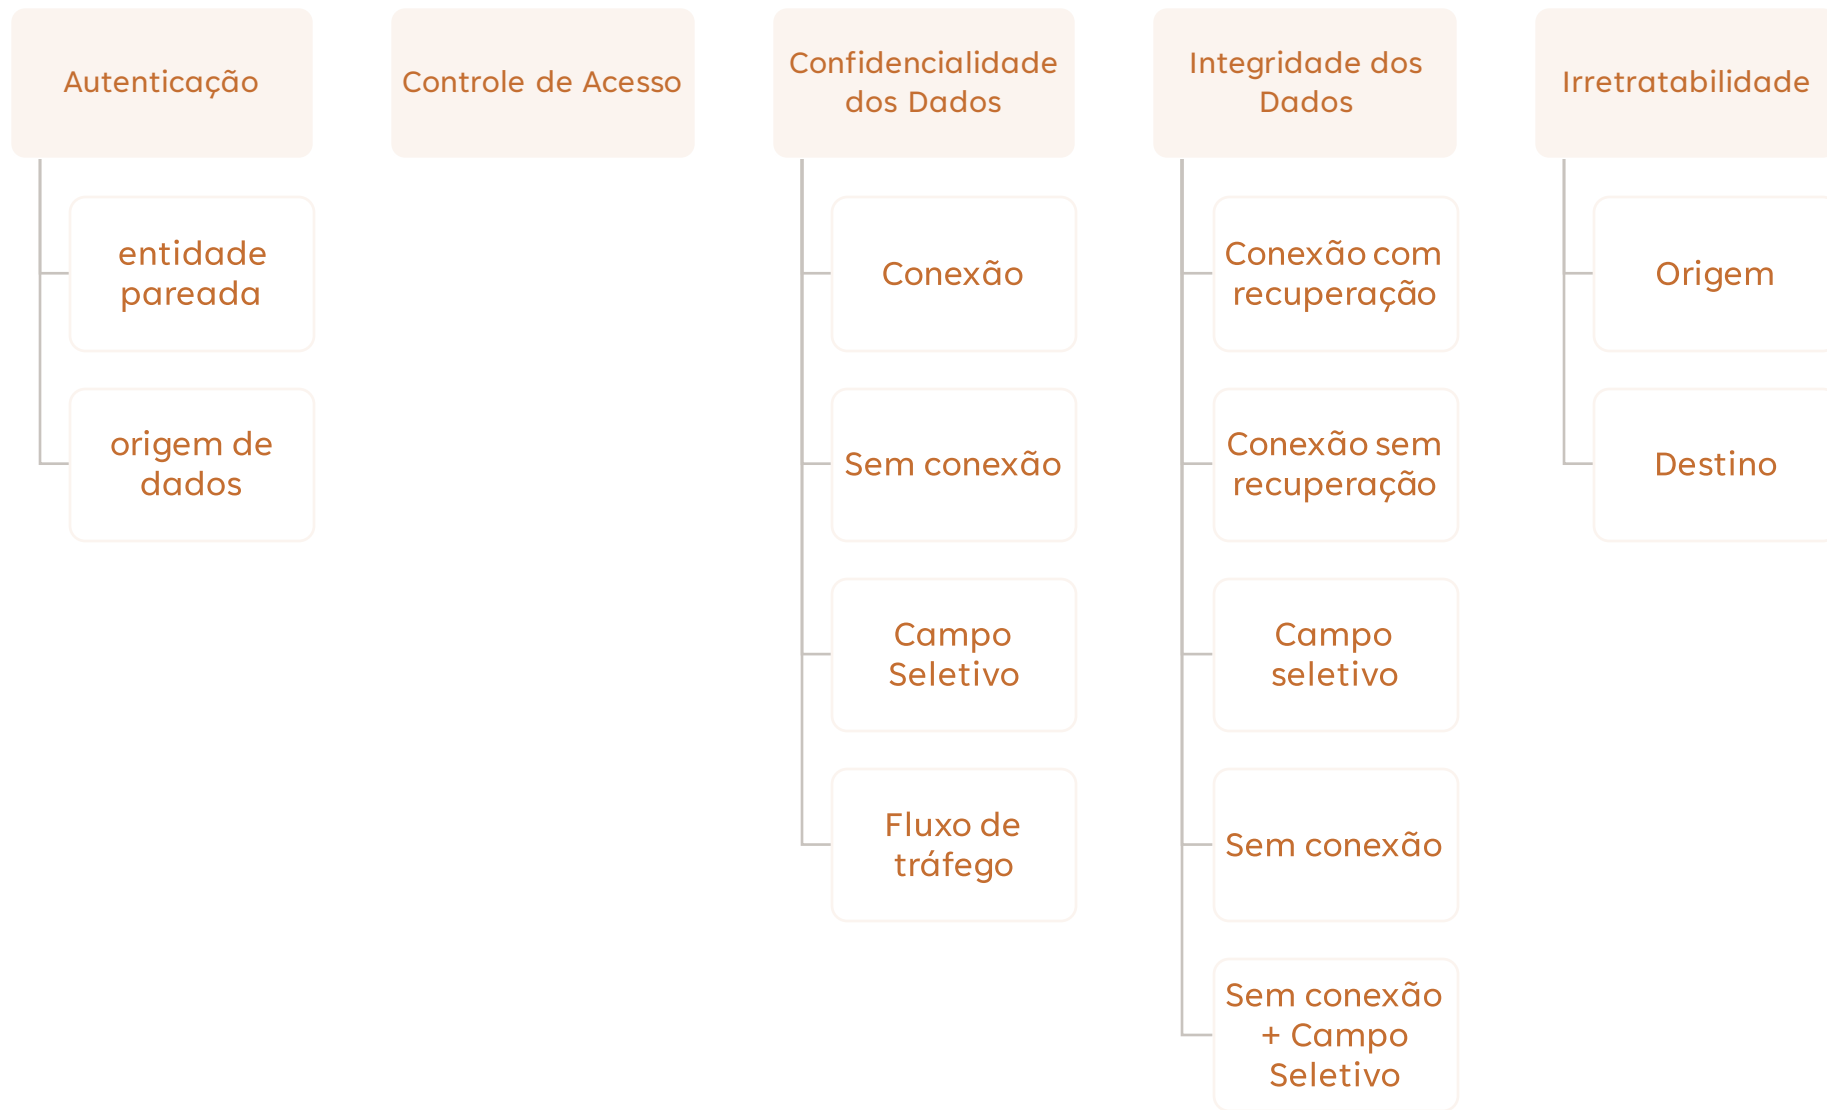 Autenticação
entidade
pareada
origem de
dados
Controle de Acesso
Confidencialidade
dos Dados
Conexão
Sem conexão
Campo
Seletivo
Fluxo de
tráfego
Integridade dos
Dados
Conexão com
recuperação
Conexão sem
recuperação
Campo
seletivo
Sem conexão
Sem conexão
+ Campo
Seletivo
Irretratabilidade
Origem
Destino